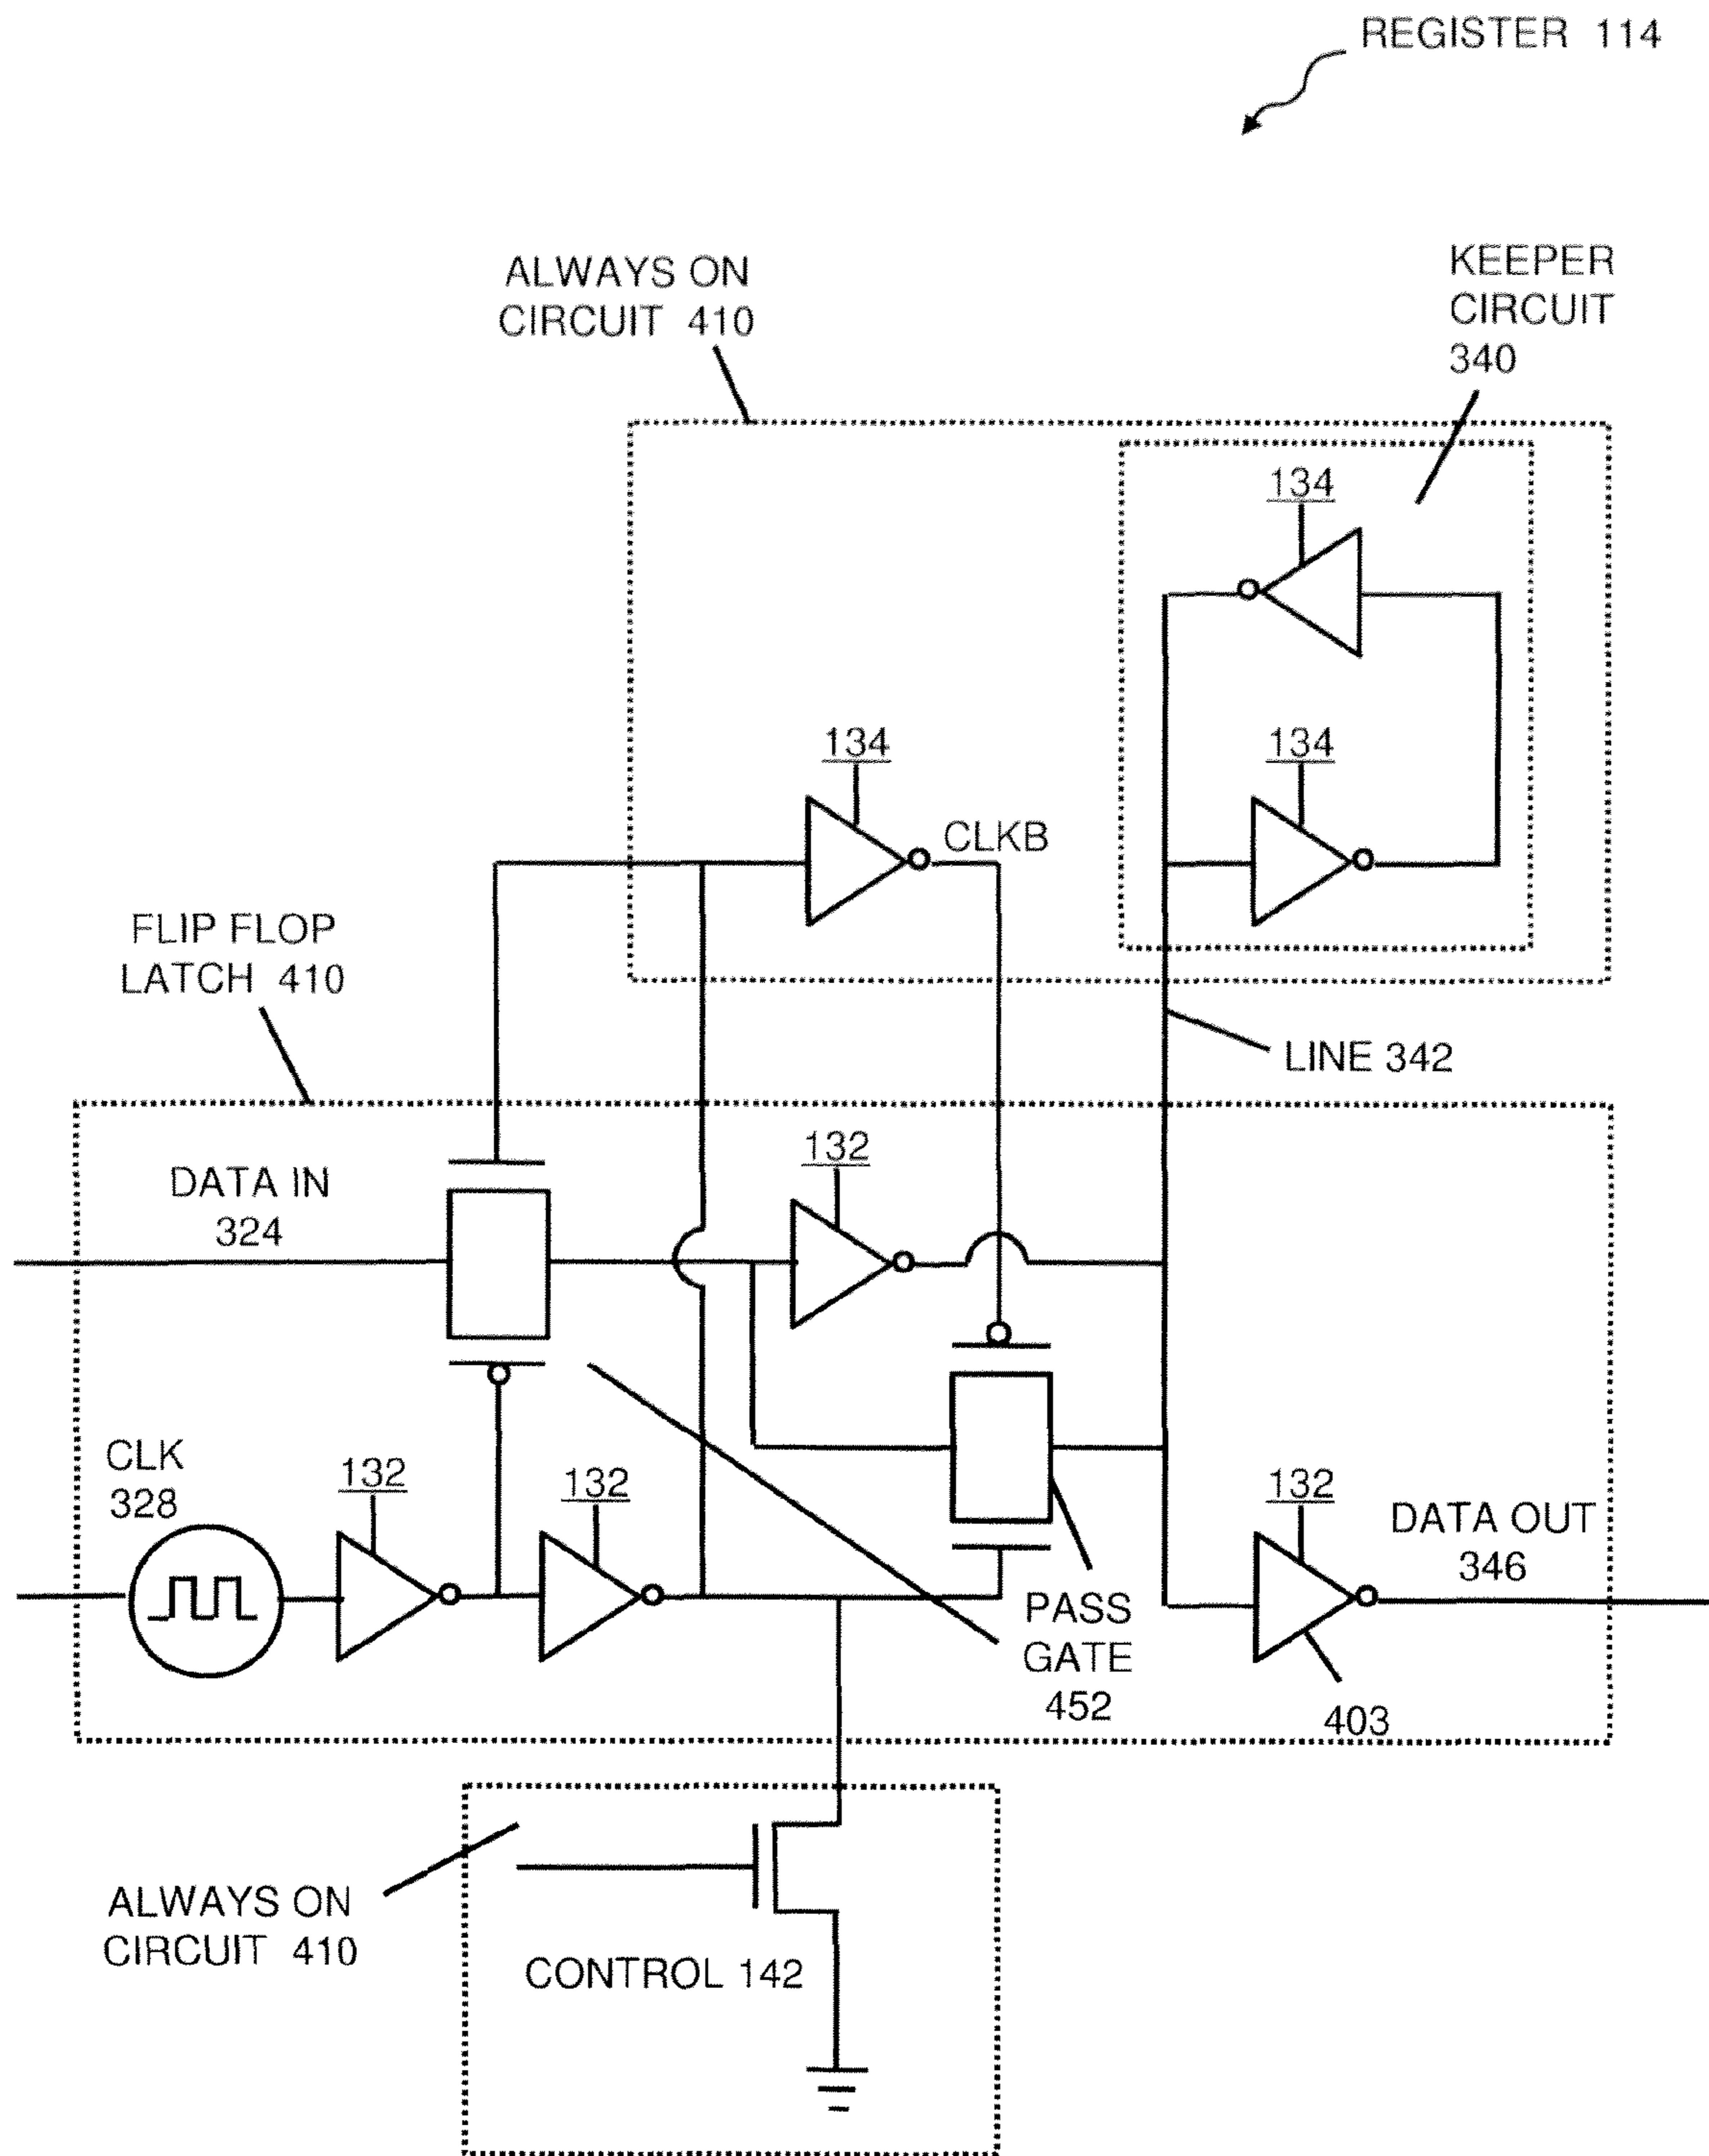 REGISTER 114
ALWAYS ON
CIRCUIT 410
KEEPER
CIRCUIT
340
134
134
134
CLKB
FLIP FLOP
LATCH 410
LINE 342
132
DATA IN
324
CLK
328
132
132
132
DATA OUT
346
PASS
GATE
452
403
ALWAYS ON
CIRCUIT 410
CONTROL 142